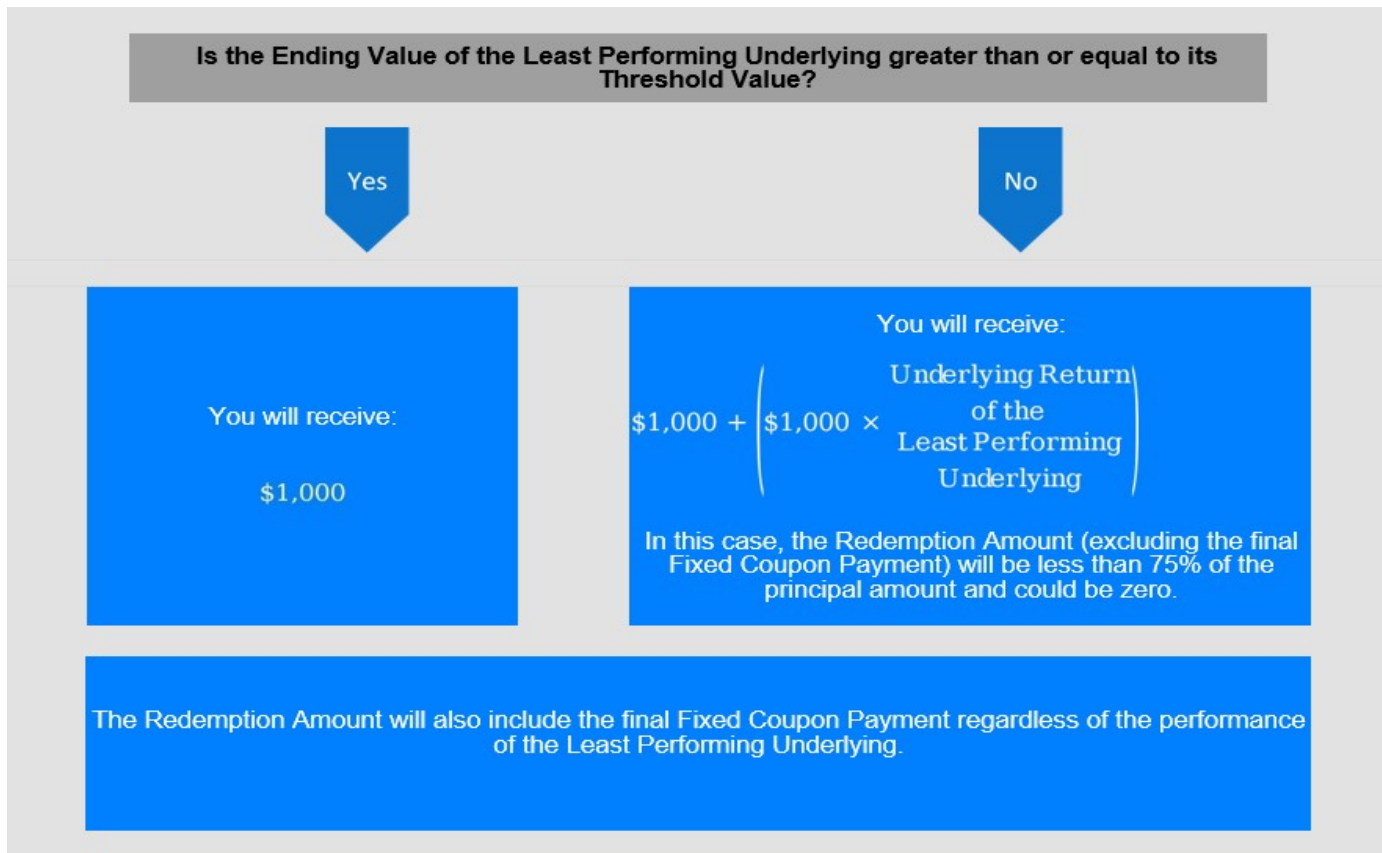 Is the Ending Value of the Least Performing Underlying greater than or equal to its
Threshold Value?
Yes
No
You will receive:
$1,000
You will receive:
$1,000 + ($1,000 × Underlying Return
of the
Least Performing
Underlying)
In this case, the Redemption Amount (excluding the final
Fixed Coupon Payment) will be less than 75% of the
principal amount and could be zero.
The Redemption Amount will also include the final Fixed Coupon Payment regardless of the performance
of the Least Performing Underlying.